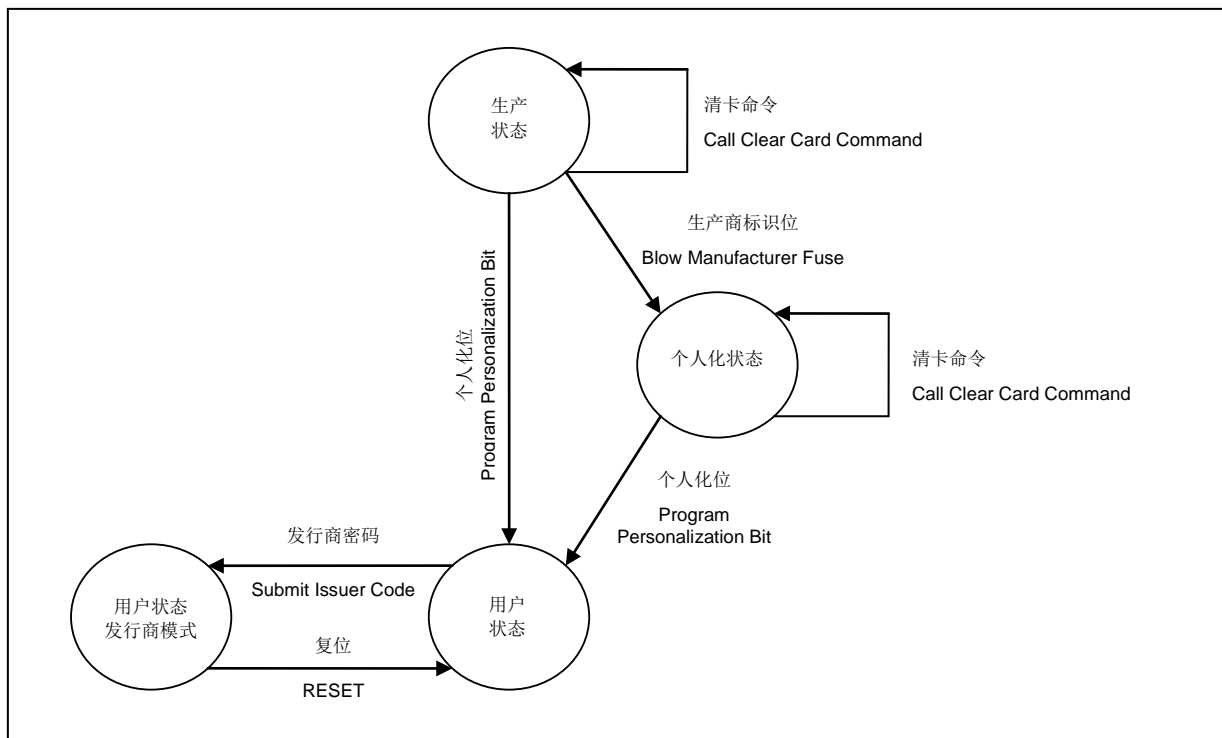 生产
状态
清卡命令
Call Clear Card Command
生产商标识位
Blow Manufacturer Fuse
个人化位
Program Personalization Bit
个人化状态
清卡命令
Call Clear Card Command
个人化位
Program
Personalization Bit
发行商密码
Submit Issuer Code
用户状态
发行商模式
用户
状态
复位
RESET